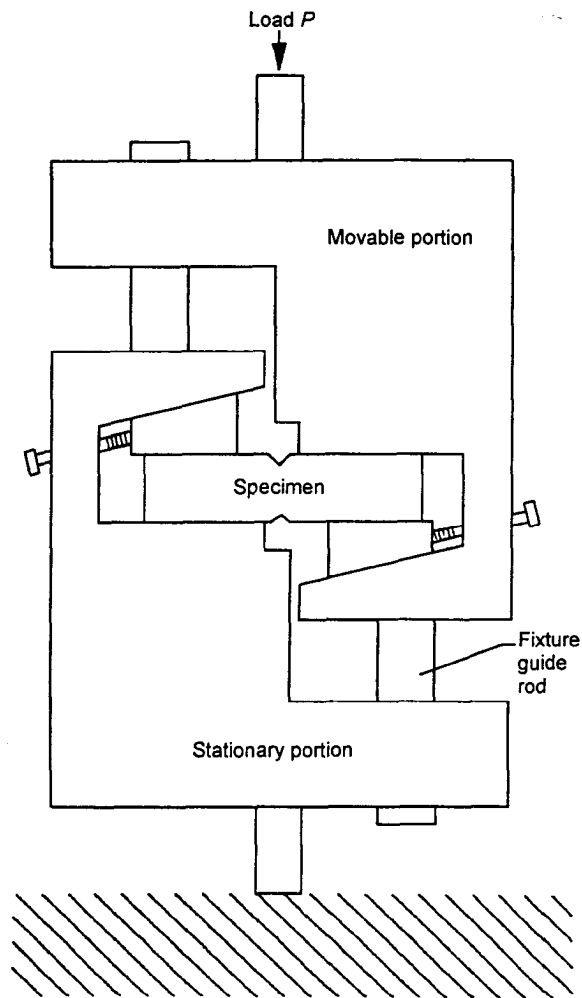 Load P
Movable portion
Specimen
Fixture
guide
rod
Stationary portion